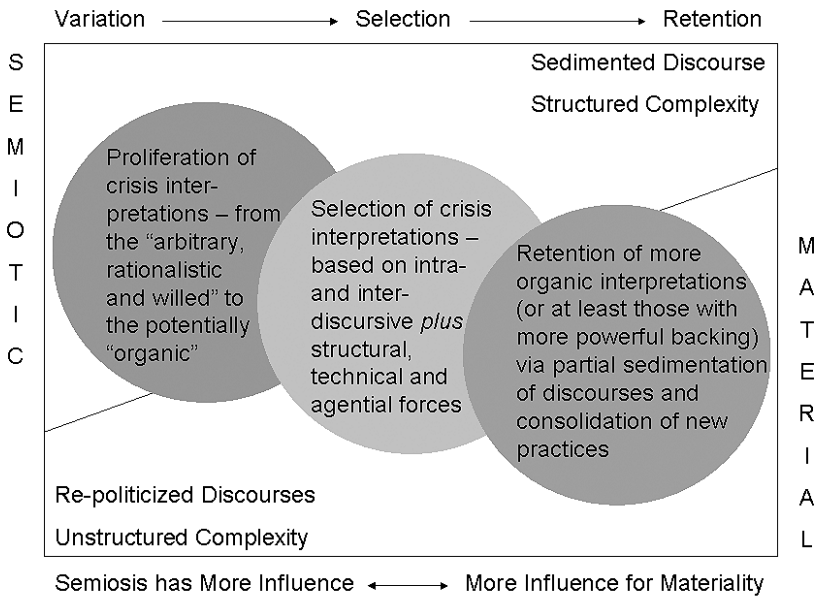 Variation Selection Retention
SEMIOTIC
Sedimented Discourse
Structured Complexity
Proliferation of
crisis inter-
pretations – from
the “arbitrary,
rationalistic
and willed” to
the potentially
“organic”
Selection of crisis
interpretations –
based on intra-
and inter-
discursive plus
structural,
technical and
agential forces
Retention of more
organic interpretations
(or at least those with
more powerful backing)
via partial sedimentation
of discourses and
consolidation of new
practices
MATERIAL
Re-politicized Discourses
Unstructured Complexity
Semiosis has More Influence More Influence for Materiality